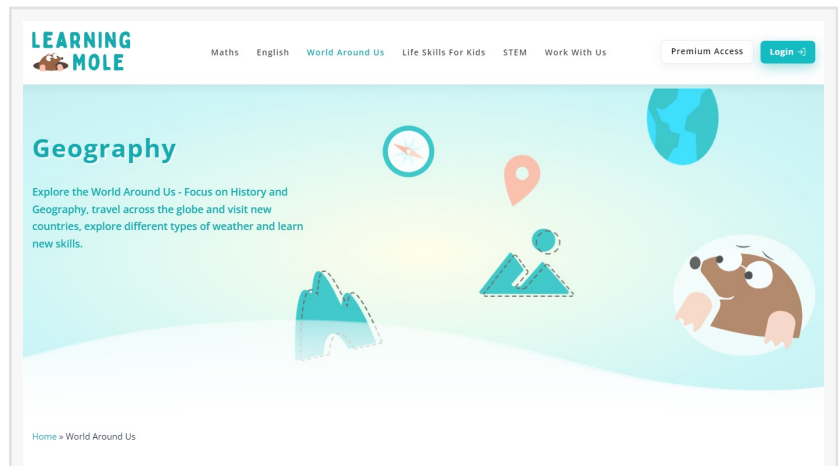 LEARNING
MOLE
Maths English World Around Us Life Skills For Kids STEM Work With Us Premium Access Login
Geography
Explore the World Around Us - Focus on History and
Geography, travel across the globe and visit new
countries, explore different types of weather and learn
new skills.
Home » World Around Us